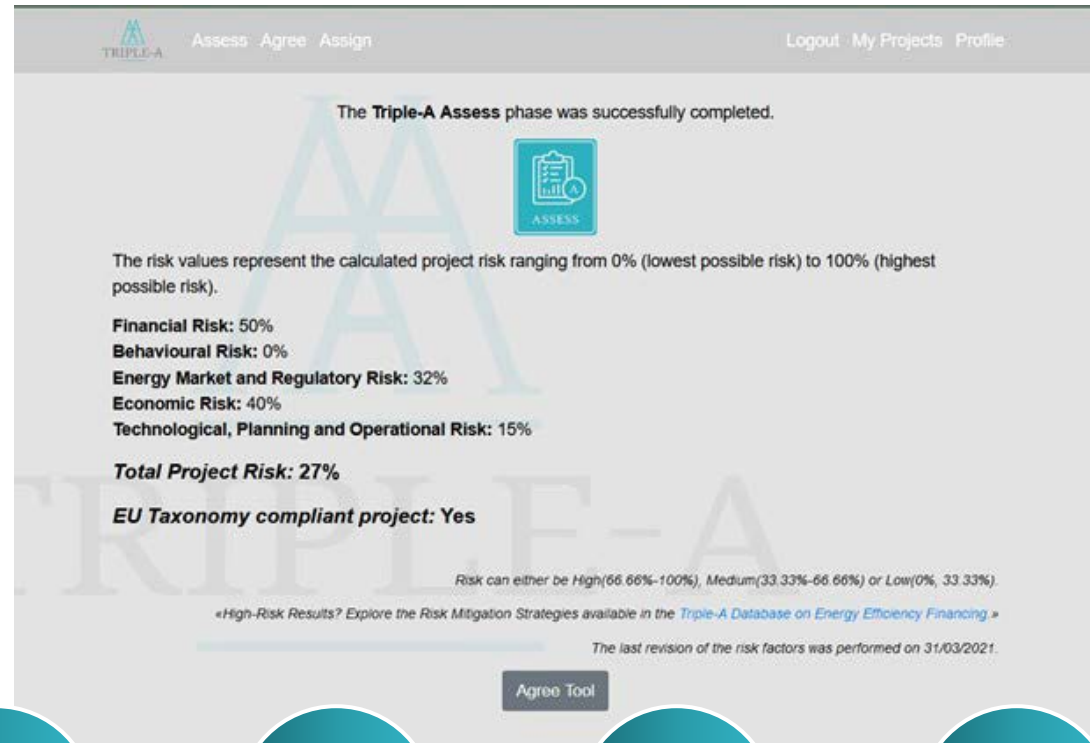 TRIPLE-A
Assess Agree Assign
Logout My Projects Profile
The Triple-A Assess phase was successfully completed.
A
ASSESS
The risk values represent the calculated project risk ranging from 0% (lowest possible risk) to 100% (highest
possible risk).
Financial Risk: 50%
Behavioural Risk: 0%
Energy Market and Regulatory Risk: 32%
Economic Risk: 40%
Technological, Planning and Operational Risk: 15%
Total Project Risk: 27%
EU Taxonomy compliant project: Yes
TRIPLE-A
Risk can either be High(66.66%-100%), Medium(33.33%-66.66%) or Low(0%, 33.33%).
«High-Risk Results? Explore the Risk Mitigation Strategies available in the Triple-A Database on Energy Efficiency Financing.»
The last revision of the risk factors was performed on 31/03/2021.
Agree Tool